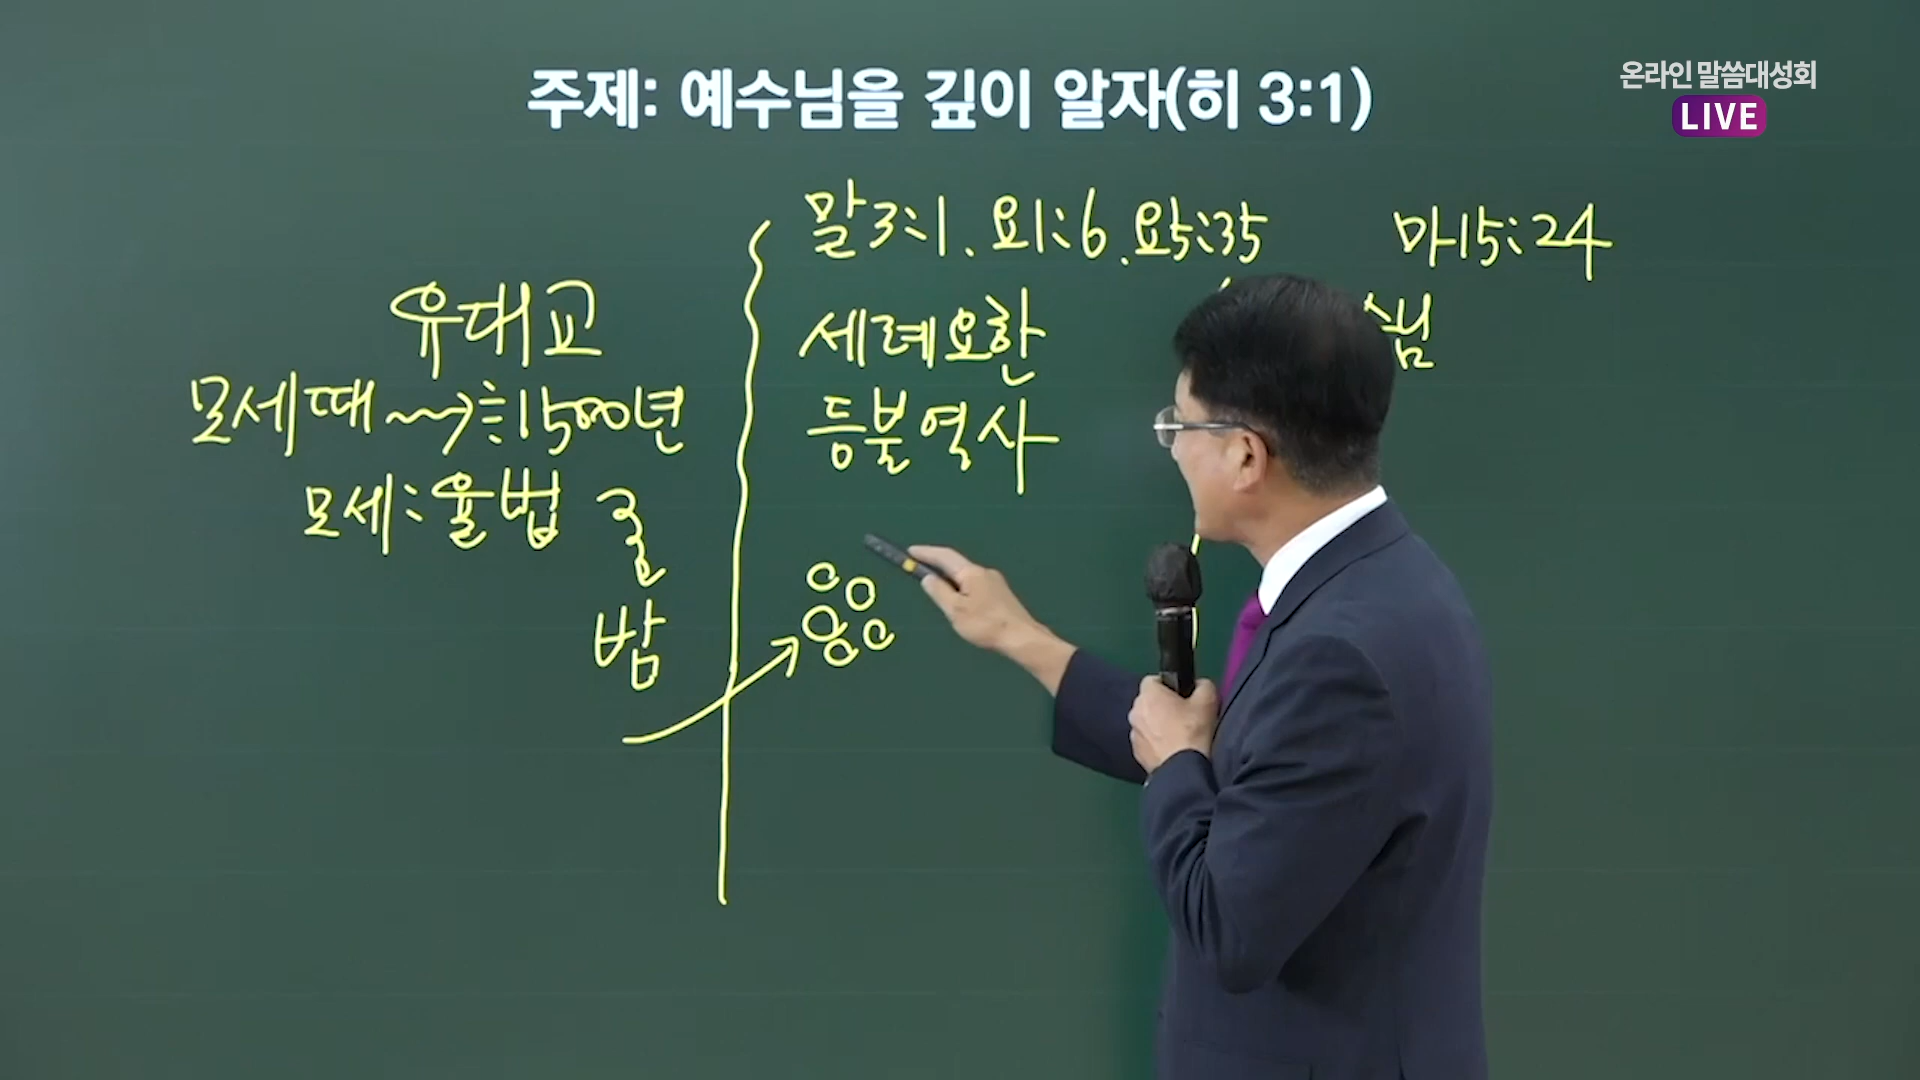 주제: 예수님을 깊이 알자(히 3:1)
온라인 말씀대성회
LIVE
말3:1. 요1:6. 요5:35
마15:24
유대교
세례요한
모세때 ~→ 1500년
등불역사
모세: 율법
밤